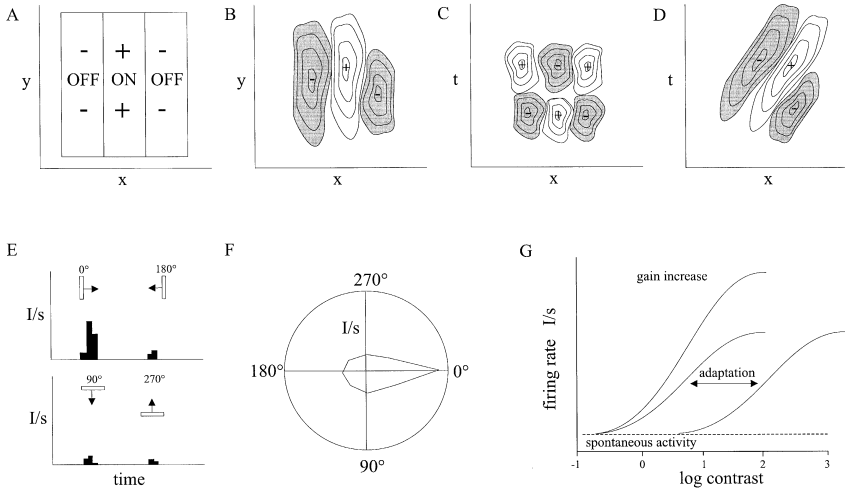 A
y
- + -
OFF ON OFF
- + -
x
B
y
- + -
x
C
t
+ - +
- + -
x
D
t
- + -
x
E
0° 180°
I/s
90° 270°
I/s
time
F
270°
I/s
180° 0°
90°
G
gain increase
firing rate I/s
adaptation
spontaneous activity
-1 0 1 2 3
log contrast